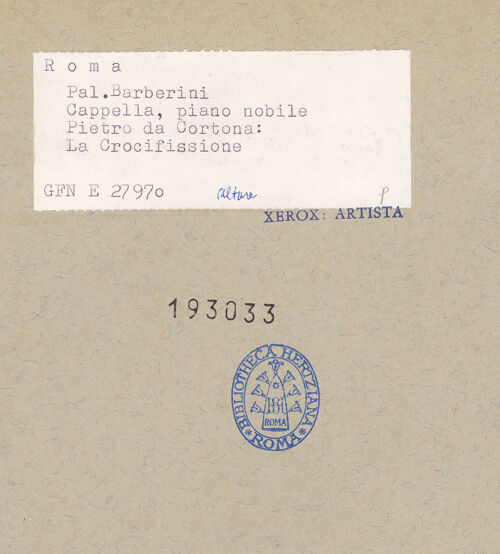 R o m a
Pal.Barberini
Cappella, piano nobile
Pietro da Cortona:
La Crocifissione
GFN E 27970
altare
P
XEROX: ARTISTA
193033
BIBLIOTHECA HERTZIANA
BH
ROMA
*ROMA*